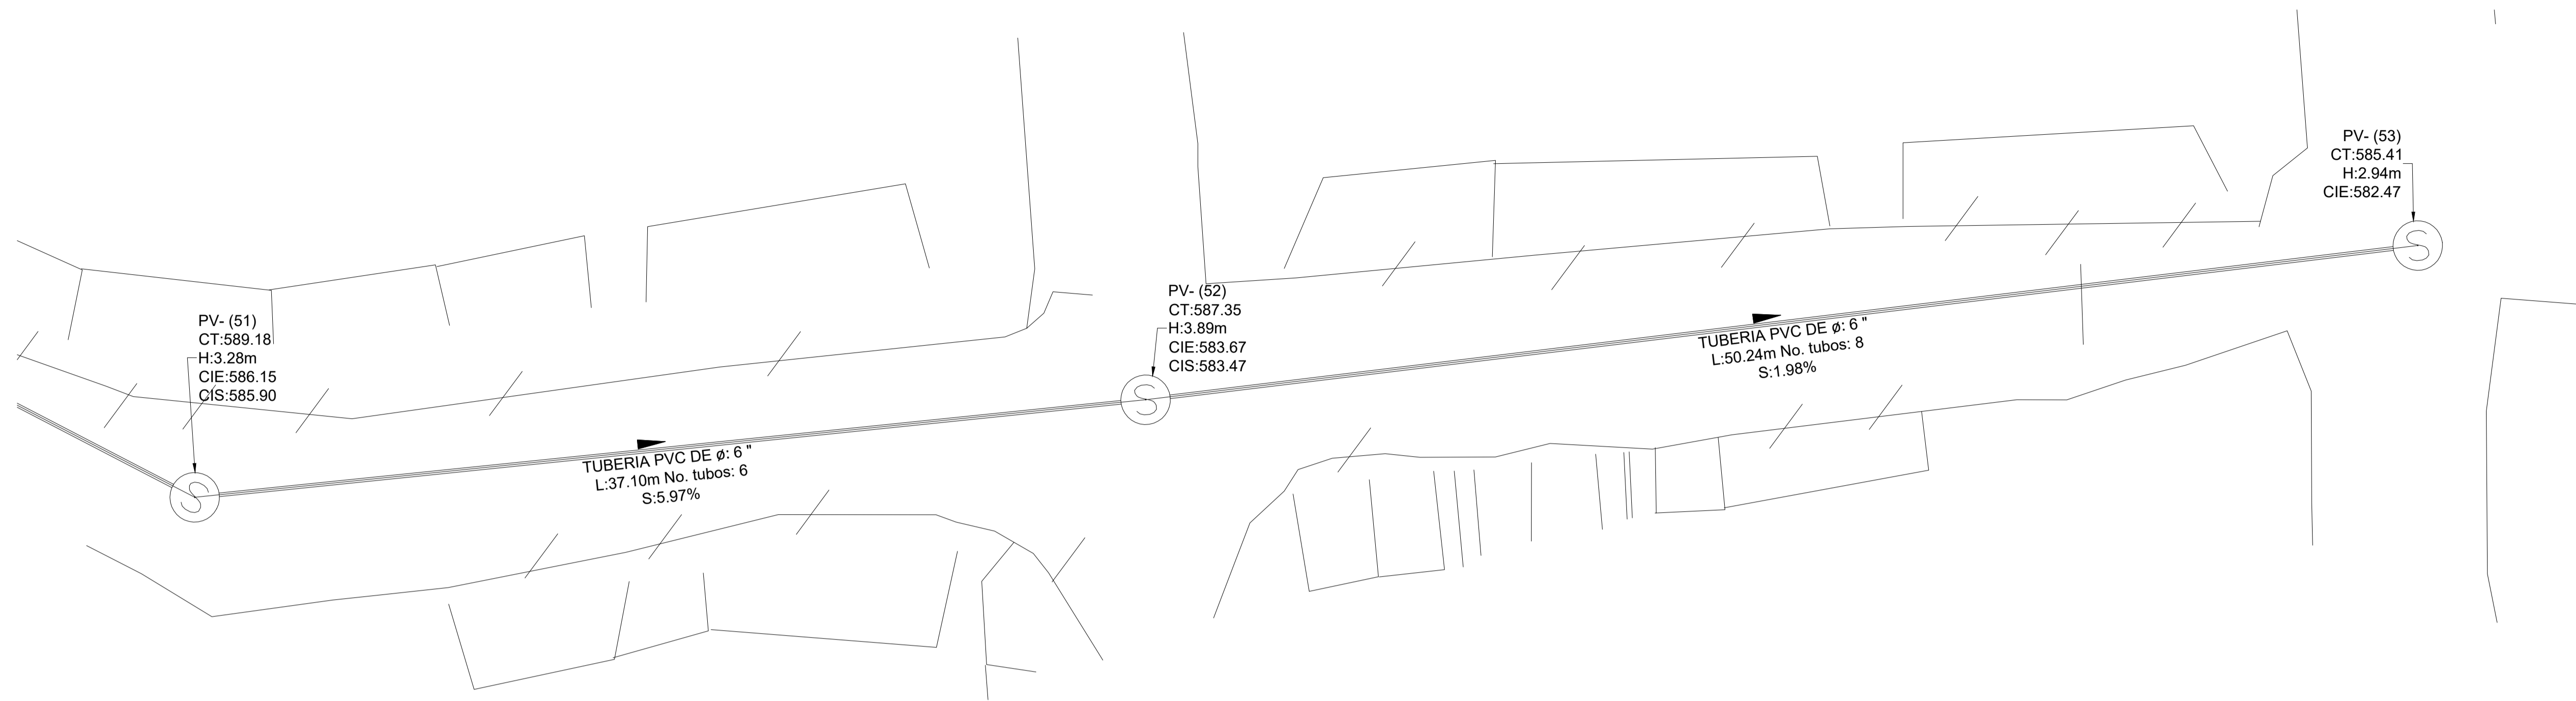 PV- (51)
CT:589.18
H:3.28m
CIE:586.15
CIS:585.90
S
TUBERIA PVC DE ø: 6 "
L:37.10m No. tubos: 6
S:5.97%
PV- (52)
CT:587.35
H:3.89m
CIE:583.67
CIS:583.47
S
TUBERIA PVC DE ø: 6 "
L:50.24m No. tubos: 8
S:1.98%
PV- (53)
CT:585.41
H:2.94m
CIE:582.47
S